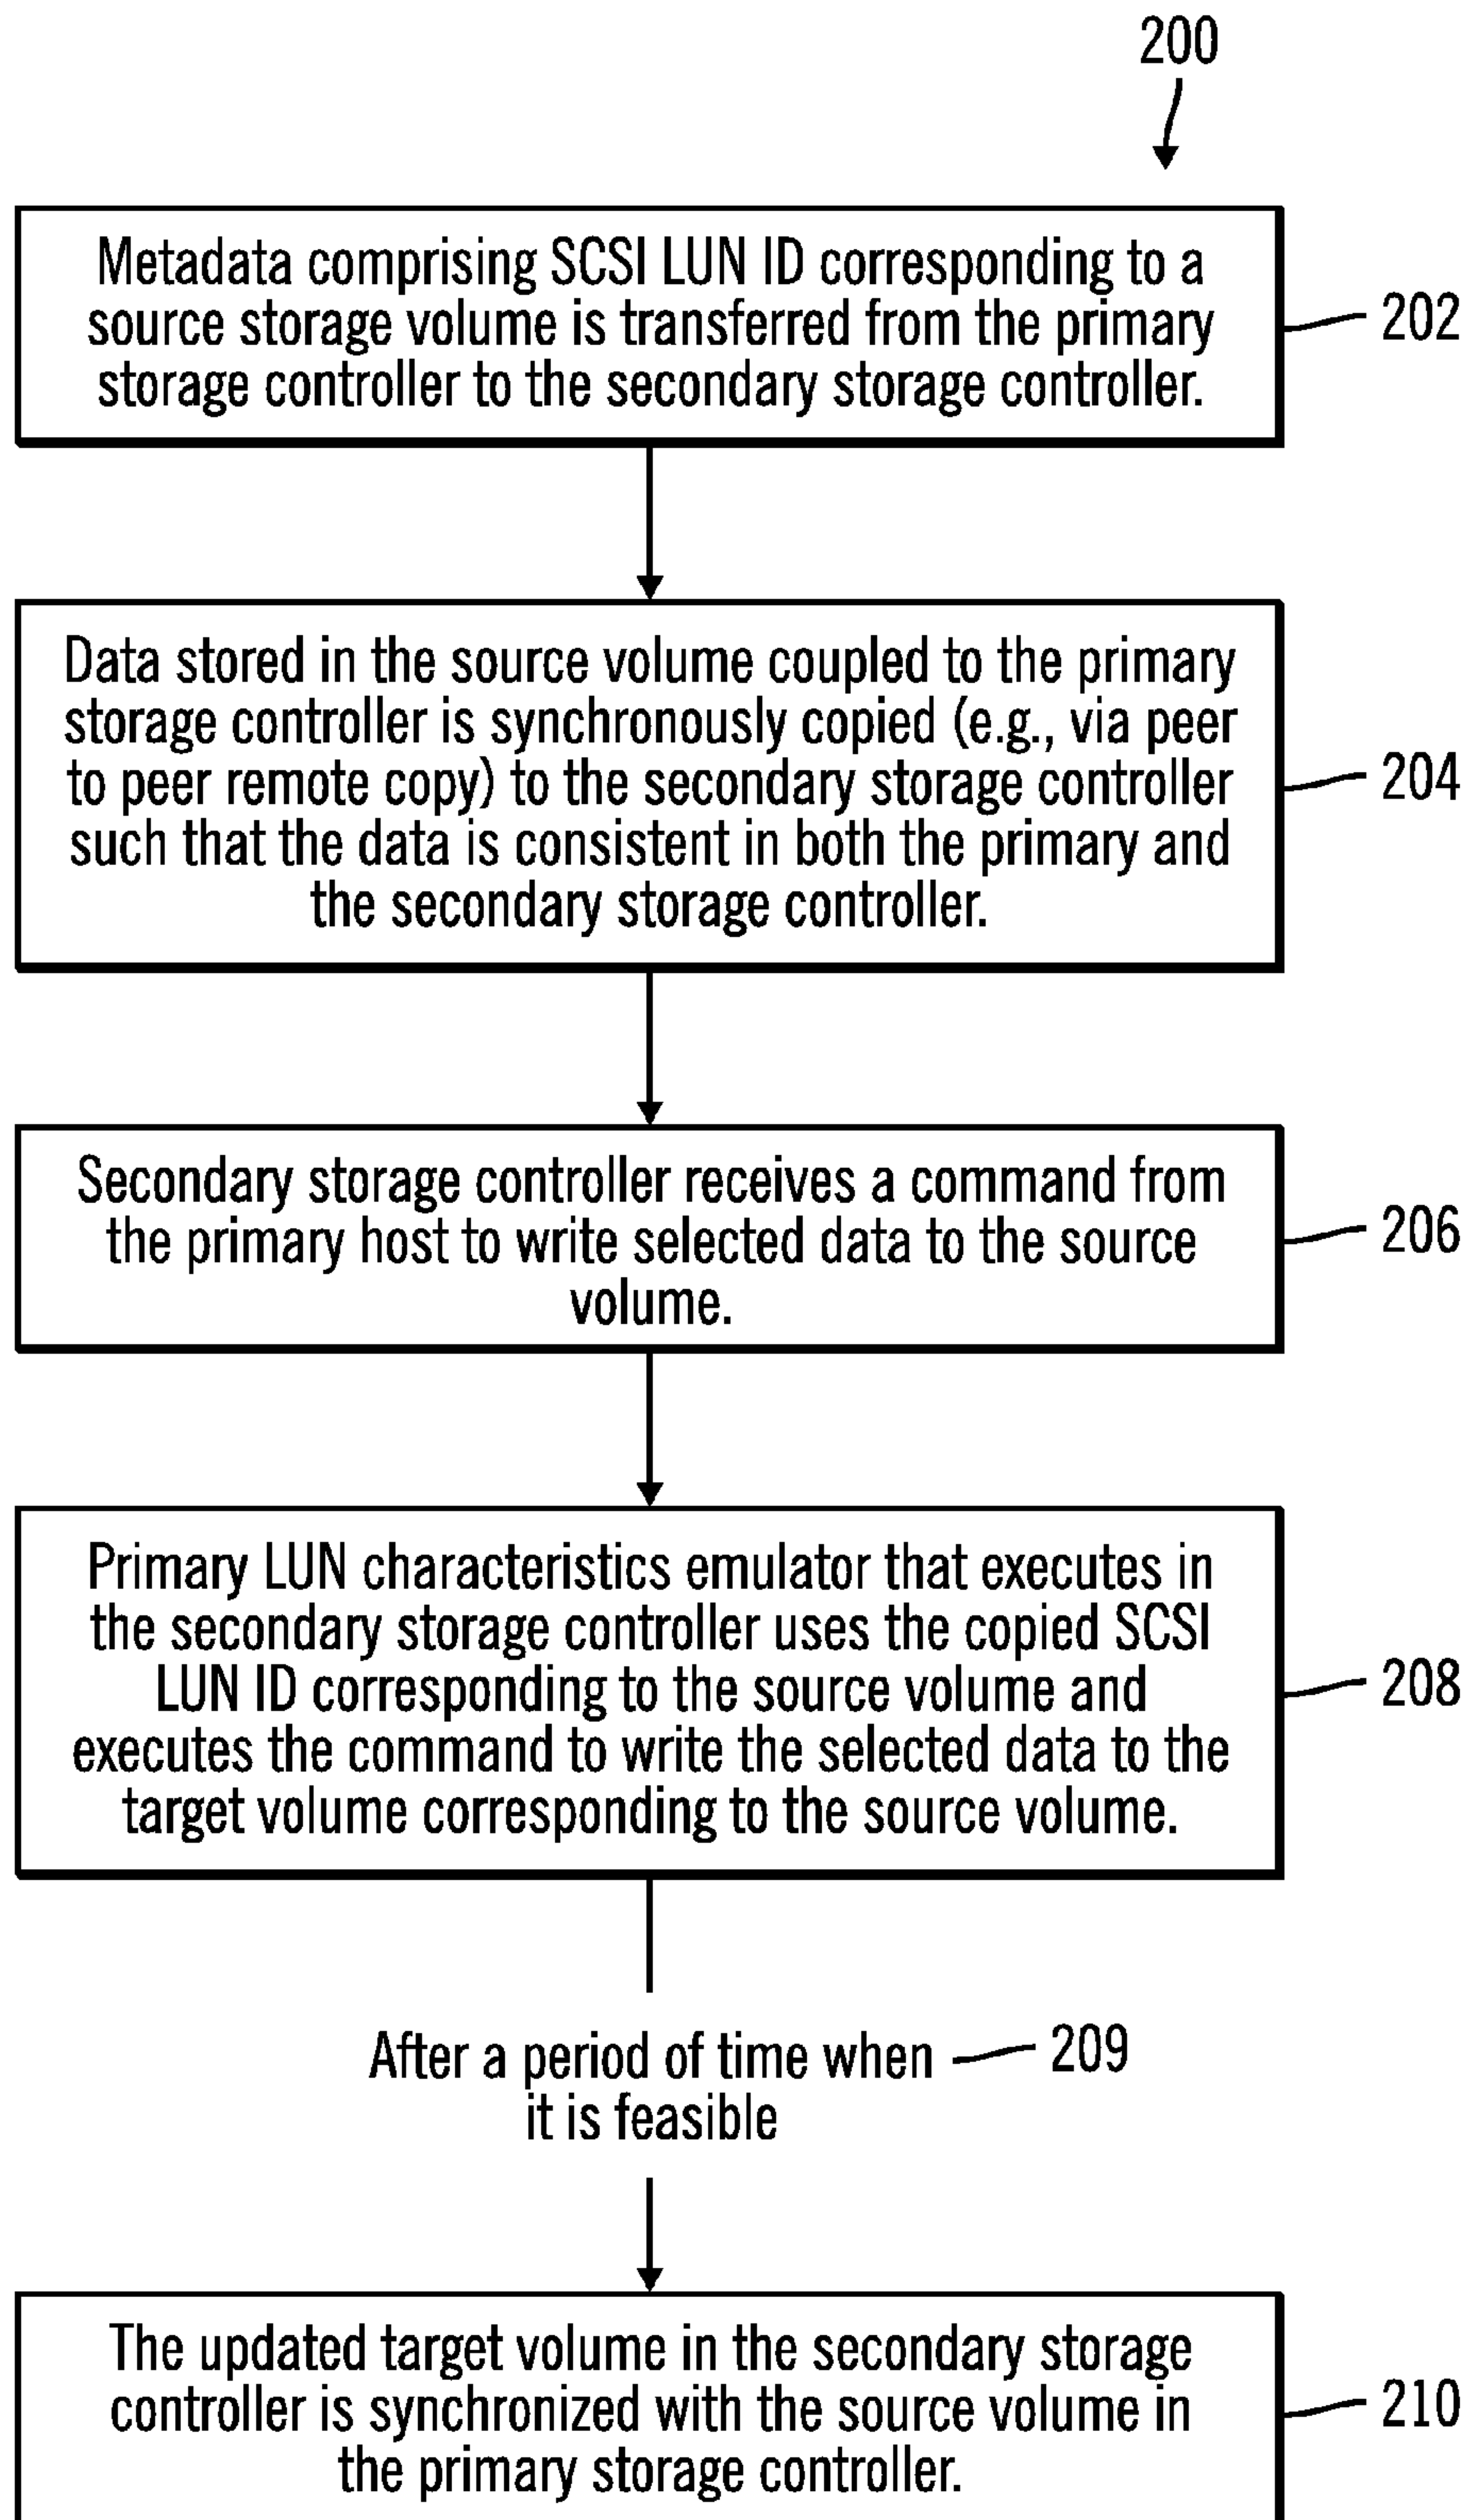 200
Metadata comprising SCSI LUN ID corresponding to a
source storage volume is transferred from the primary
storage controller to the secondary storage controller.
202
Data stored in the source volume coupled to the primary
storage controller is synchronously copied (e.g., via peer
to peer remote copy) to the secondary storage controller
such that the data is consistent in both the primary and
the secondary storage controller.
204
Secondary storage controller receives a command from
the primary host to write selected data to the source
volume.
206
Primary LUN characteristics emulator that executes in
the secondary storage controller uses the copied SCSI
LUN ID corresponding to the source volume and
executes the command to write the selected data to the
target volume corresponding to the source volume.
208
After a period of time when
it is feasible
209
The updated target volume in the secondary storage
controller is synchronized with the source volume in
the primary storage controller.
210